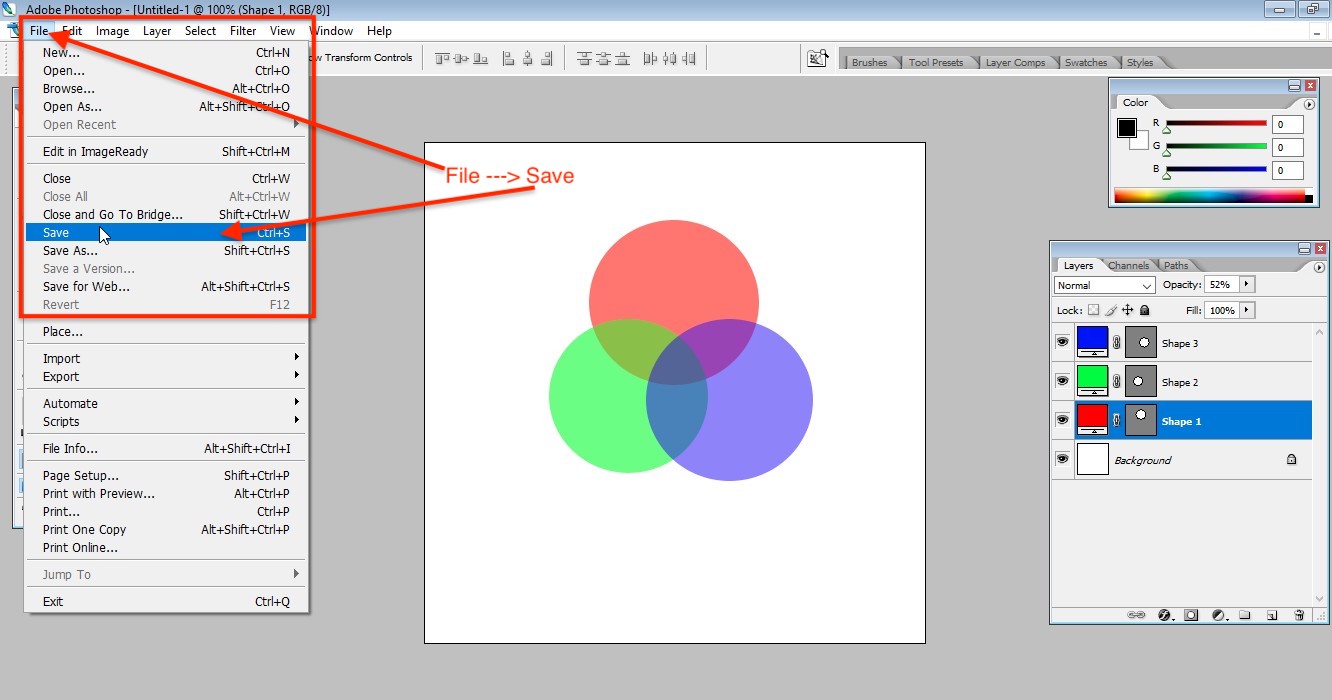 Adobe Photoshop - [Untitled-1 @ 100% (Shape 1, RGB/8)]
File Edit Image Layer Select Filter View Window Help
Transform Controls
Brushes Tool Presets Layer Comps Swatches Styles
New... Ctrl+N
Open... Ctrl+O
Browse... Alt+Ctrl+O
Open As... Alt+Shift+Ctrl+O
Open Recent
Edit in ImageReady Shift+Ctrl+M
Close Ctrl+W
Close All Alt+Ctrl+W
Close and Go To Bridge... Shift+Ctrl+W
Save Ctrl+S
Save As... Shift+Ctrl+S
Save a Version...
Save for Web... Alt+Shift+Ctrl+S
Revert F12
Place...
Import
Export
Automate
Scripts
File Info... Alt+Shift+Ctrl+I
Page Setup... Shift+Ctrl+P
Print with Preview... Alt+Ctrl+P
Print... Ctrl+P
Print One Copy Alt+Shift+Ctrl+P
Print Online...
Jump To
Exit Ctrl+Q
File ---> Save
Color
R 0
G 0
B 0
Layers Channels Paths
Normal Opacity: 52%
Lock: Fill: 100%
Shape 3
Shape 2
Shape 1
Background